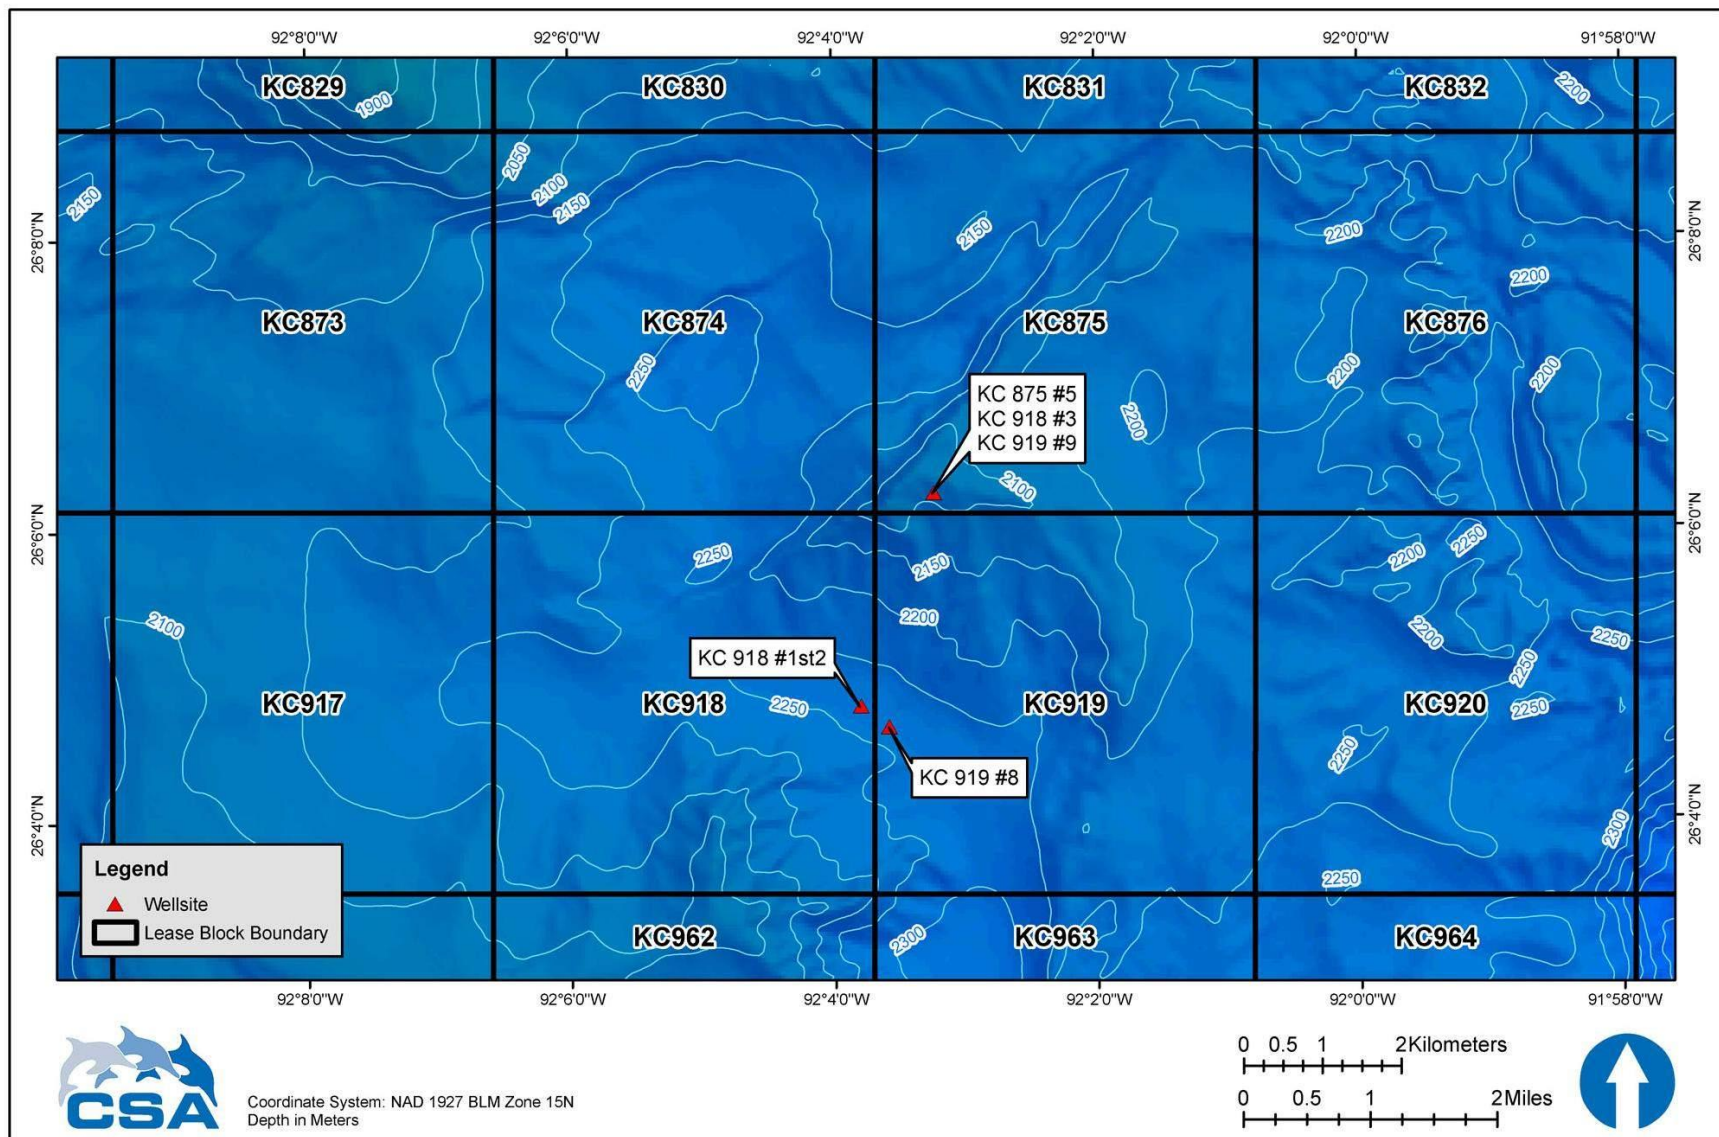 92°8'0"W 92°6'0"W 92°4'0"W 92°2'0"W 92°0'0"W 91°58'0"W
KC829 KC830 KC831 KC832
1900
2200
2050
2100
2150
2150
2150
2200
26°8'0"N
26°8'0"N
2200
KC873 KC874 KC875 KC876
2250
2200
2200
2200
KC 875 #5
KC 918 #3
KC 919 #9
2100
26°6'0"N
26°6'0"N
2250
2150
2200
2250
2200
2100
2200
2250
2250
KC 918 #1st2
KC917 KC918 KC919 KC920
2250
2250
2250
KC 919 #8
26°4'0"N
26°4'0"N
2300
2250
Legend
Wellsite
Lease Block Boundary
KC962 KC963 KC964
2300
92°8'0"W 92°6'0"W 92°4'0"W 92°2'0"W 92°0'0"W 91°58'0"W
CSA
Coordinate System: NAD 1927 BLM Zone 15N
Depth in Meters
0 0.5 1 2Kilometers
0 0.5 1 2Miles